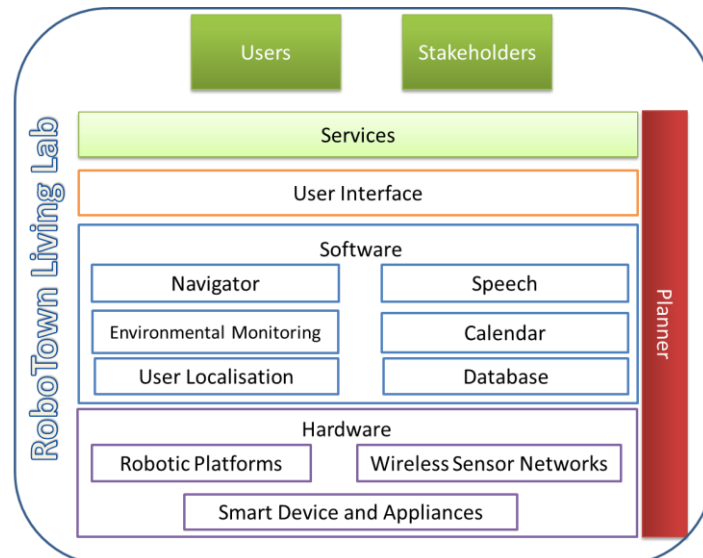 Users
Stakeholders
RoboTown Living Lab
Services
User Interface
Software
Navigator
Speech
Environmental Monitoring
Calendar
User Localisation
Database
Hardware
Robotic Platforms
Wireless Sensor Networks
Smart Device and Appliances
Planner